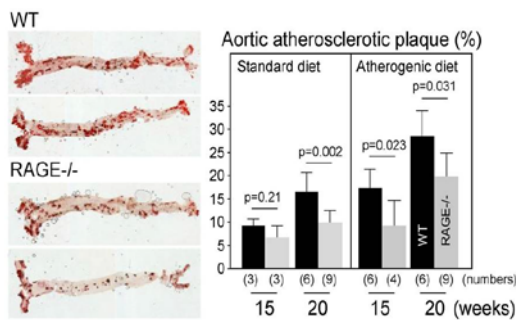 WT
RAGE-/-
Aortic atherosclerotic plaque (%)
Standard diet
Atherogenic diet
p=0.21
p=0.002
p=0.023
p=0.031
35
30
25
20
15
10
5
0
WT
RAGE-/-
(3) (3) (6) (9) (6) (4) (6) (9) (numbers)
15 20 15 20 (weeks)